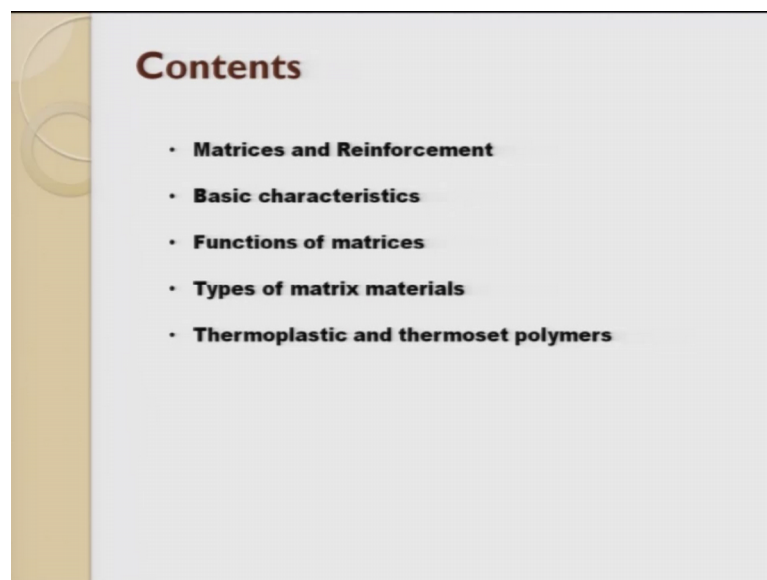 Contents
• Matrices and Reinforcement
• Basic characteristics
• Functions of matrices
• Types of matrix materials
• Thermoplastic and thermoset polymers